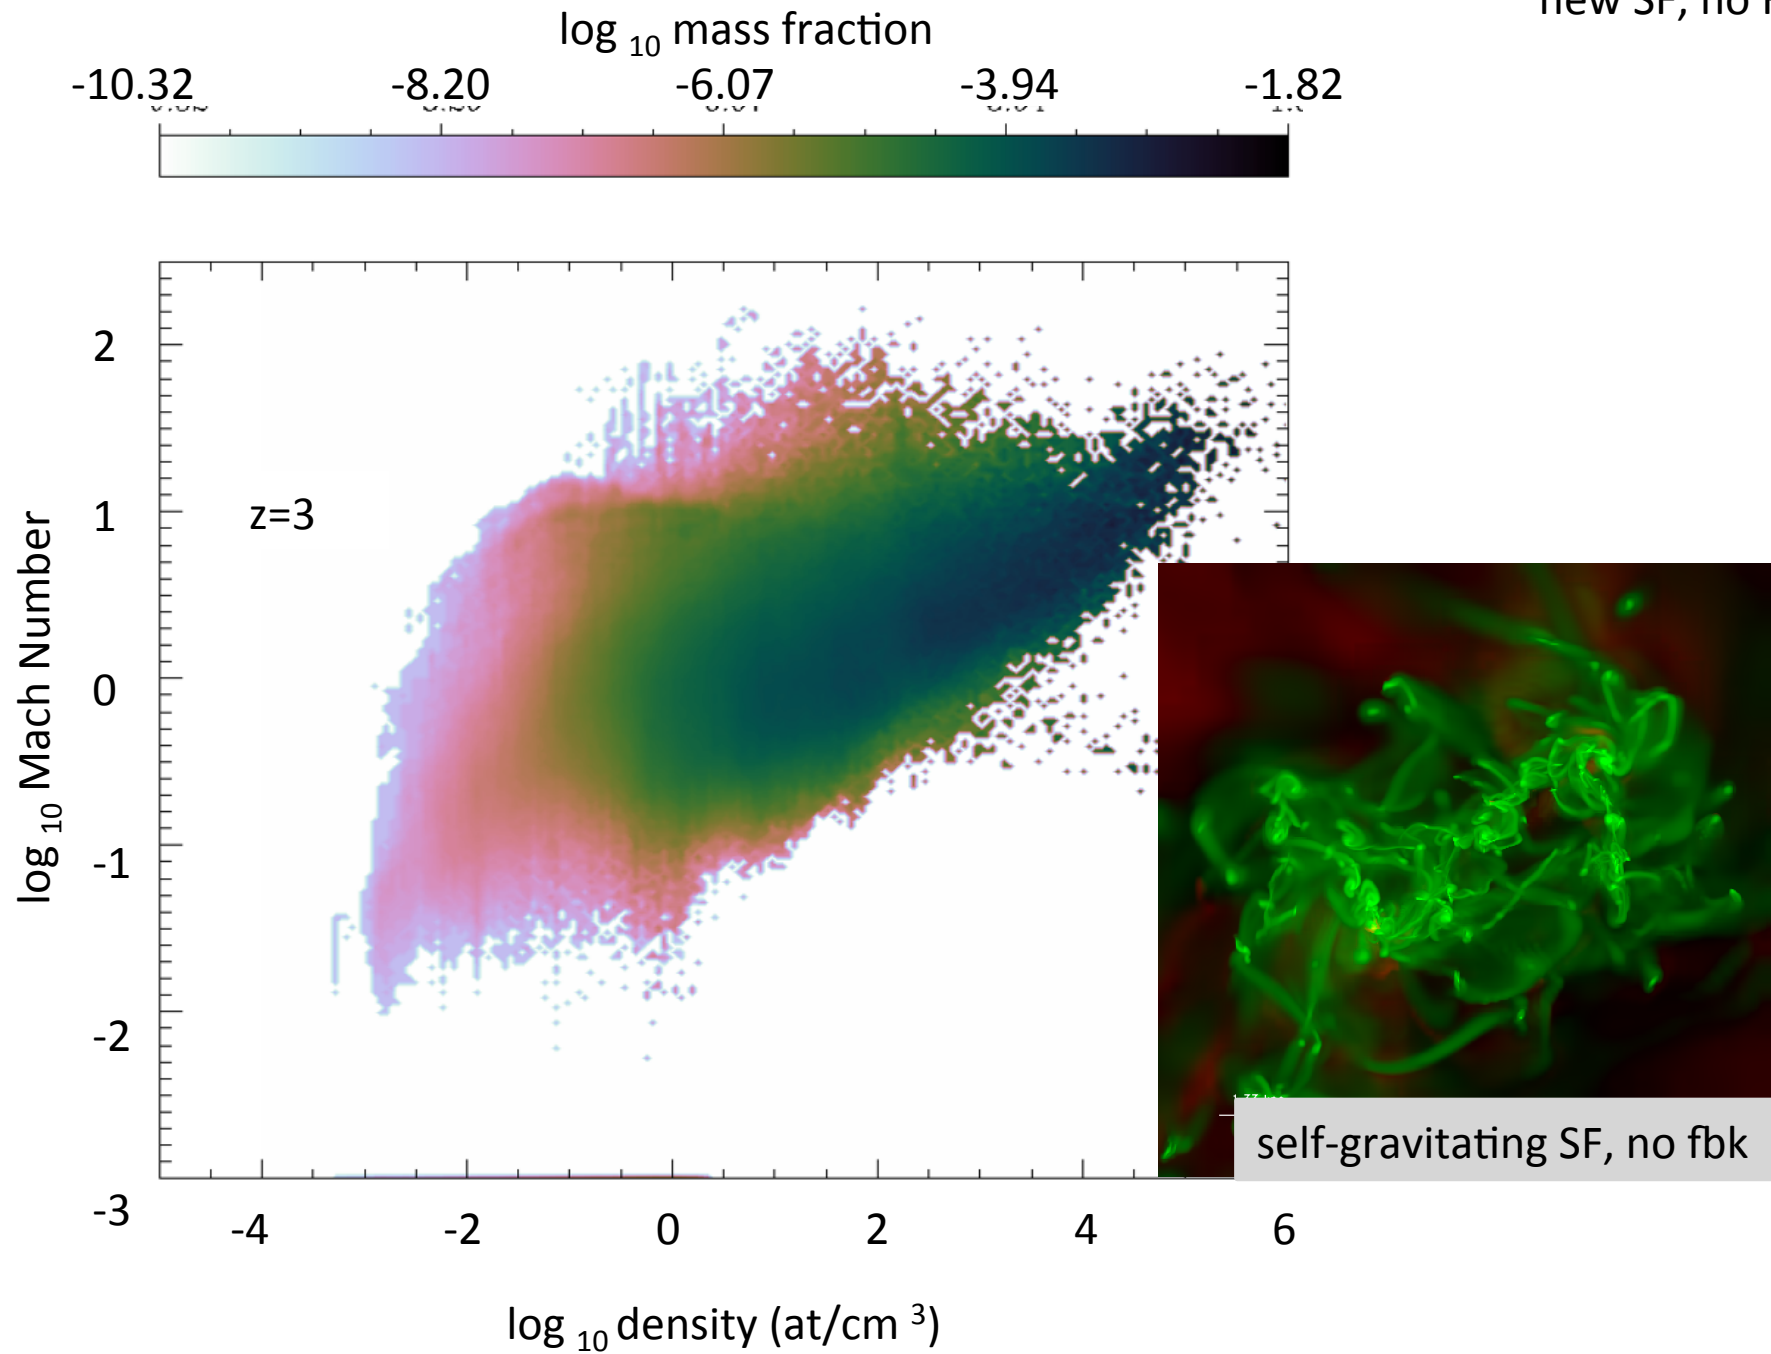 new SF, no
log 10 mass fraction
-10.32 -8.20 -6.07 -3.94 -1.82
2
1
z=3
0
-1
-2
-3
log 10 Mach Number
self-gravitating SF, no fbk
-4 -2 0 2 4 6
log 10 density (at/cm 3)